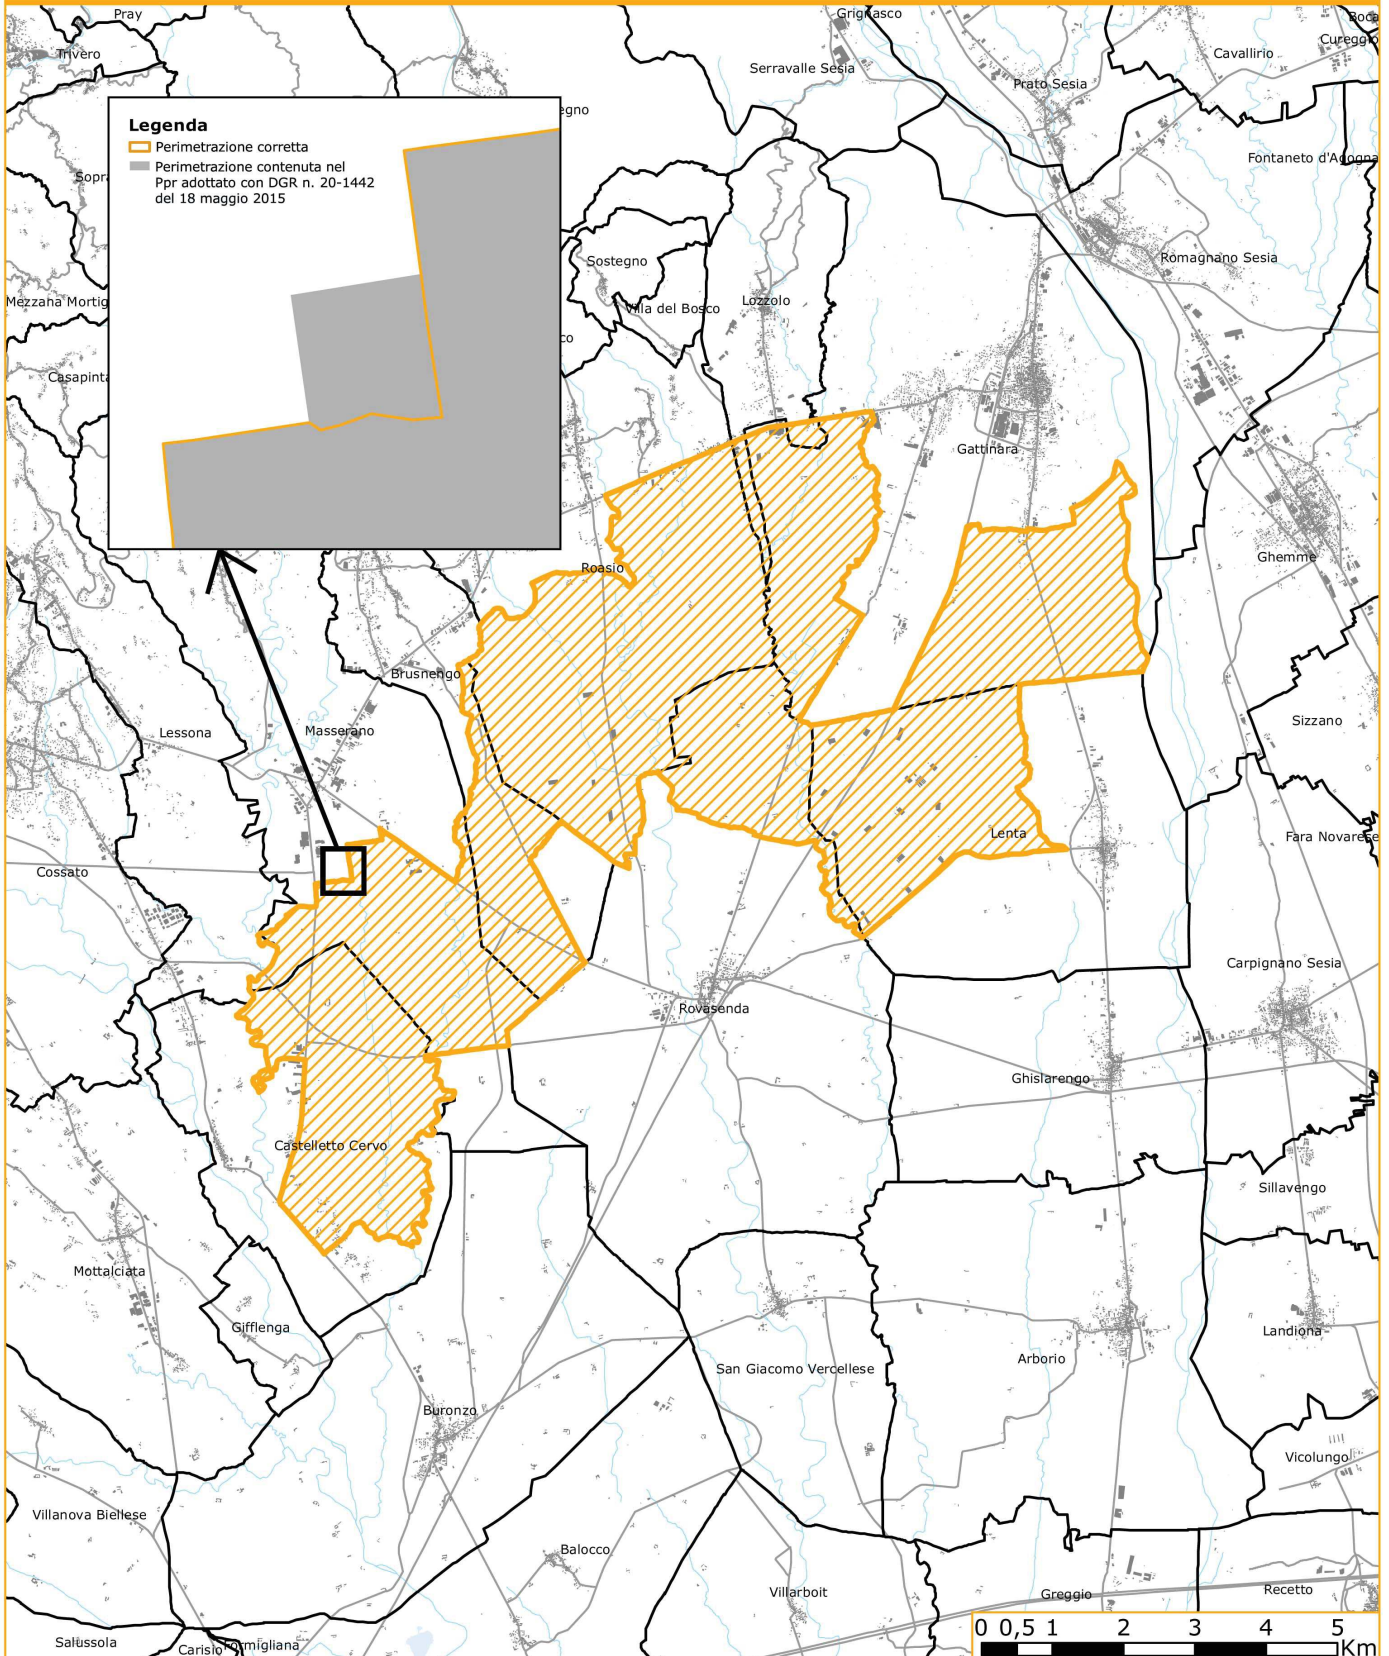 Pray
Grignasco
Boca
Cureggio
Trivero
Cavallirio
Serravalle Sesia
Prato Sesia
egno
Legenda
Perimetrazione corretta
Perimetrazione contenuta nel
Ppr adottato con DGR n. 20-1442
del 18 maggio 2015
Fontaneto d'Agogna
Sopra
Romagnano Sesia
Sostegno
Mezzana Mortig
Villa del Bosco
Lozzolo
co
Casapinta
Gattinara
Ghemme
Roasio
Brusnengo
Sizzano
Lessona
Masserano
Lenta
Fara Novarese
Cossato
Carpignano Sesia
Rovasenda
Ghislarengo
Castelletto Cervo
Sillavengo
Mottalciata
Gifflenga
Landiona
Arborio
San Giacomo Vercellese
Buronzo
Vicolungo
Villanova Biellese
Balocco
Villarboit
Greggio
Recetto
Salussola
Carisio
Formigliana
0 0,5 1 2 3 4 5
Km